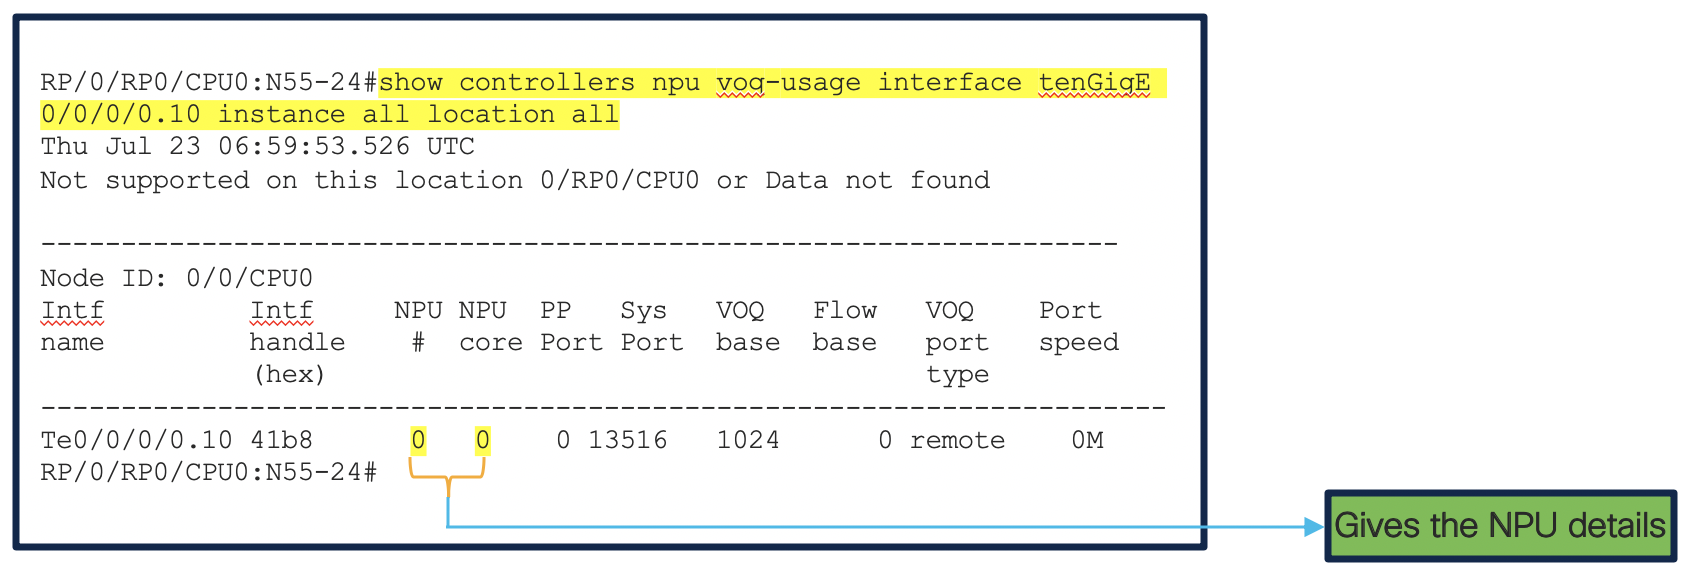 RP/0/RP0/CPU0:N55-24#show controllers npu voq-usage interface tenGigE
0/0/0/0.10 instance all location all
Thu Jul 23 06:59:53.526 UTC
Not supported on this location 0/RP0/CPU0 or Data not found
-------------------------------------------------------------------
Node ID: 0/0/CPU0
Intf         Intf     NPU NPU  PP   Sys   VOQ   Flow   VOQ    Port
name         handle    #  core Port Port  base  base   port   speed
             (hex)                                     type
----------------------------------------------------------------------
Te0/0/0/0.10 41b8      0   0    0 13516   1024      0 remote    0M
RP/0/RP0/CPU0:N55-24#
Gives the NPU details